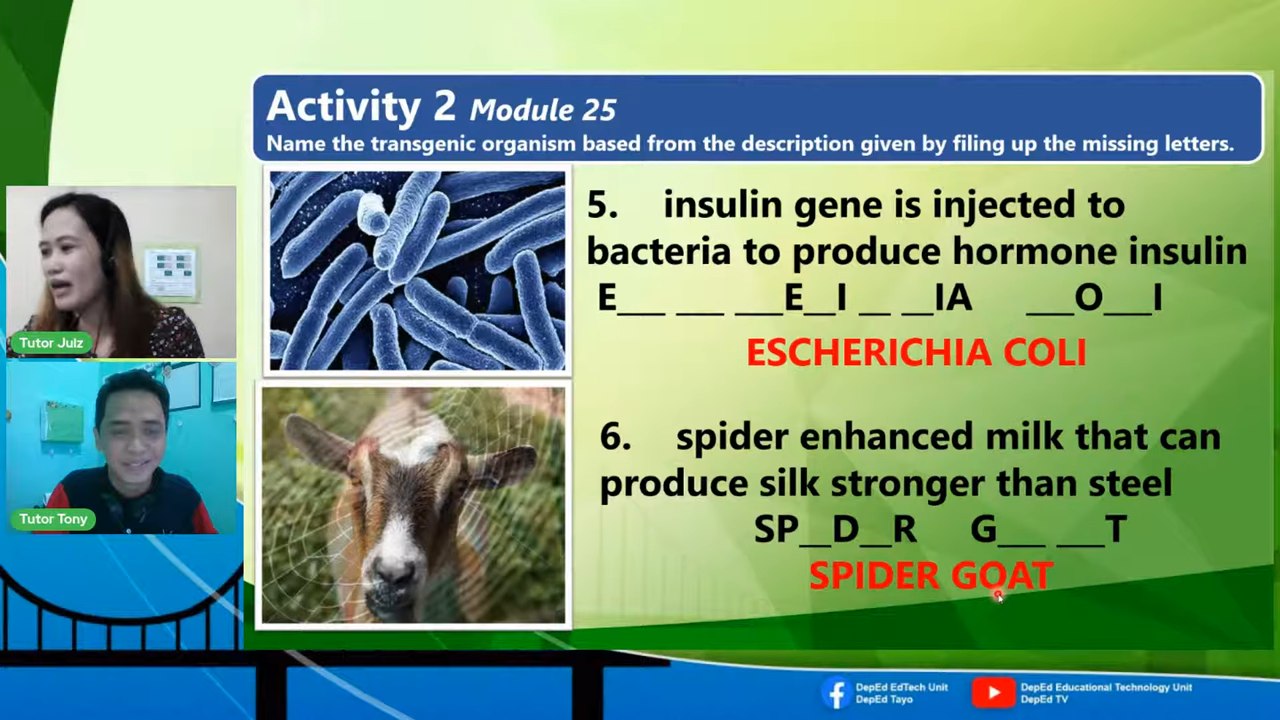 Activity 2 Module 25
Name the transgenic organism based from the description given by filing up the missing letters.
5. insulin gene is injected to
bacteria to produce hormone insulin
E___ ___ ___E__I __ __IA ___O___I
ESCHERICHIA COLI
6. spider enhanced milk that can
produce silk stronger than steel
SP__D__R G___ ___T
SPIDER GOAT
Tutor Julz
Tutor Tony
DepEd EdTech Unit
DepEd Tayo
DepEd Educational Technology Unit
DepEd TV